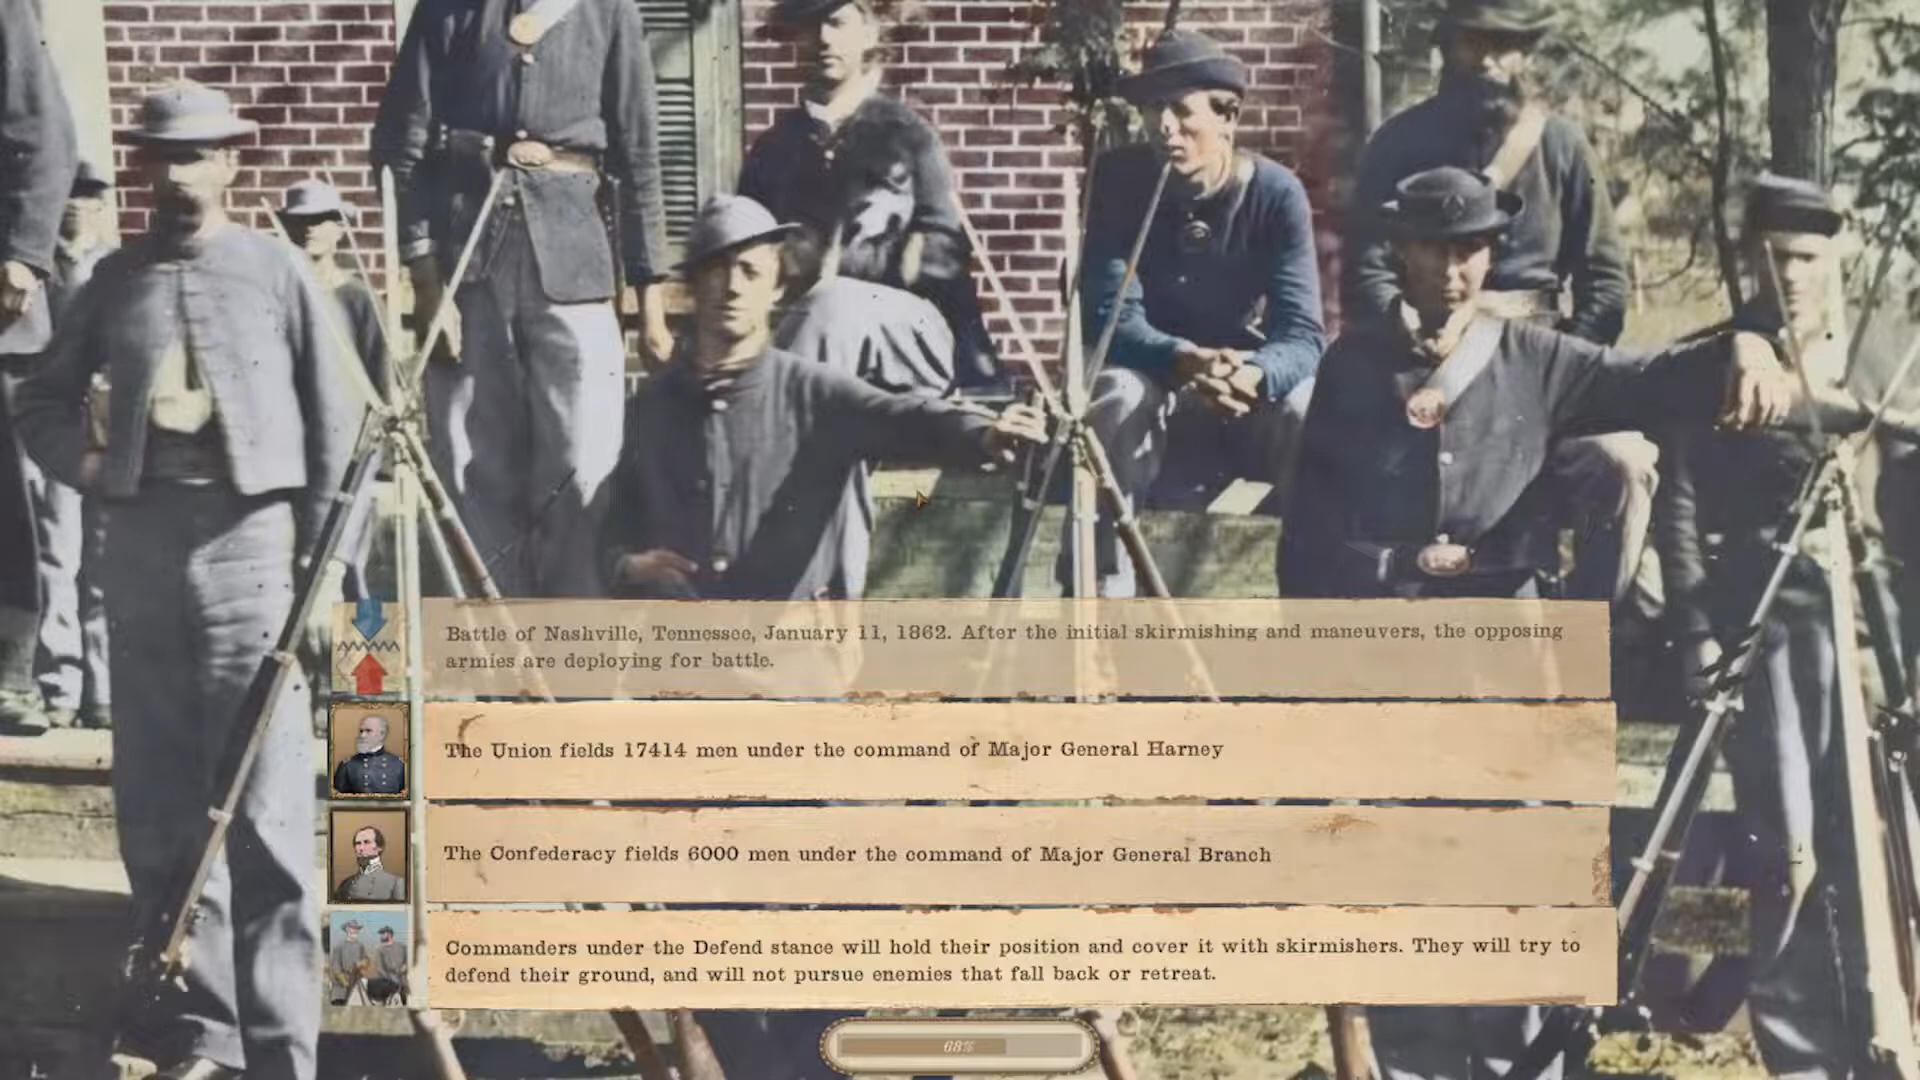 Battle of Nashville, Tennessee, January 11, 1862. After the initial skirmishing and maneuvers, the opposing
armies are deploying for battle.
The Union fields 17414 men under the command of Major General Harney
The Confederacy fields 6000 men under the command of Major General Branch
Commanders under the Defend stance will hold their position and cover it with skirmishers. They will try to
defend their ground, and will not pursue enemies that fall back or retreat.
68%